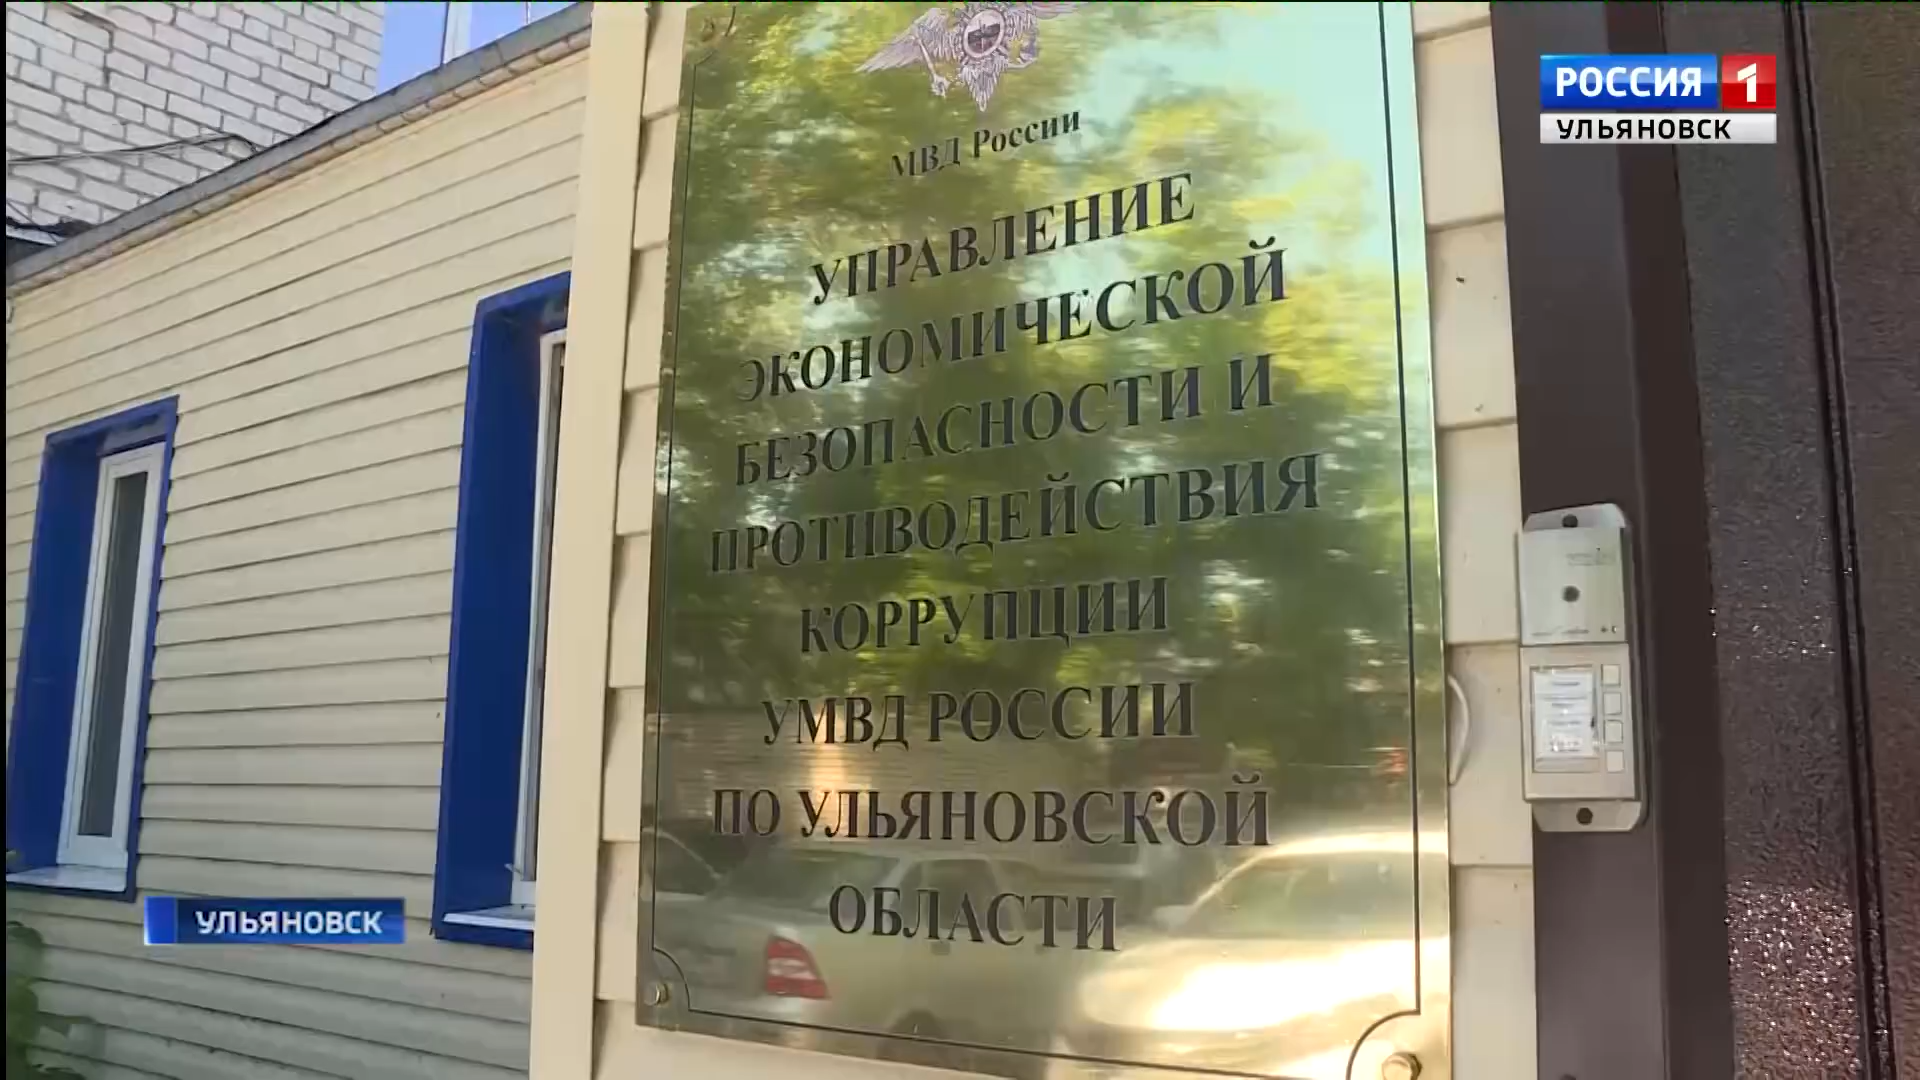 РОССИЯ 1
УЛЬЯНОВСК
МВД России
УПРАВЛЕНИЕ
ЭКОНОМИЧЕСКОЙ
БЕЗОПАСНОСТИ И
ПРОТИВОДЕЙСТВИЯ
КОРРУПЦИИ
УМВД РОССИИ
ПО УЛЬЯНОВСКОЙ
ОБЛАСТИ
УЛЬЯНОВСК